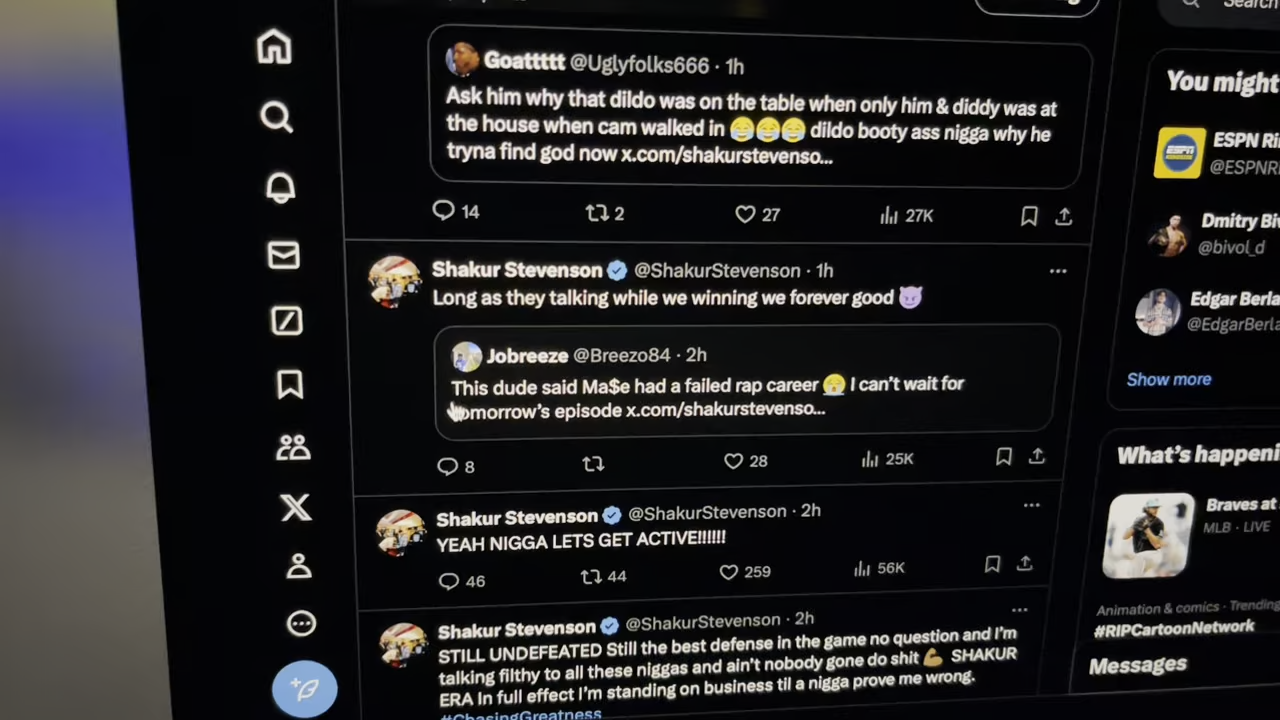 Search
Goattttt @Uglyfolks666 · 1h
Ask him why that dildo was on the table when only him & diddy was at
the house when cam walked in 😂😂😂 dildo booty ass nigga why he
tryna find god now x.com/shakurstevenso...
14 2 27 27K
Shakur Stevenson @ShakurStevenson · 1h
Long as they talking while we winning we forever good 😈
Jobreeze @Breezo84 · 2h
This dude said Ma$e had a failed rap career 😭 I can't wait for
tomorrow's episode x.com/shakurstevenso...
8 28 25K
Shakur Stevenson @ShakurStevenson · 2h
YEAH NIGGA LETS GET ACTIVE!!!!!!
46 44 259 56K
Shakur Stevenson @ShakurStevenson · 2h
STILL UNDEFEATED Still the best defense in the game no question and I'm
talking filthy to all these niggas and ain't nobody gone do shit 💪 SHAKUR
ERA In full effect I'm standing on business til a nigga prove me wrong.
#ChasingGreatness
You might
ESPN
ESPN Ri
@ESPNRI
Dmitry Biv
@bivol_d
Edgar Berla
@EdgarBerla
Show more
What's happeni
Braves at
MLB · LIVE
Animation & comics · Trending
#RIPCartoonNetwork
Messages